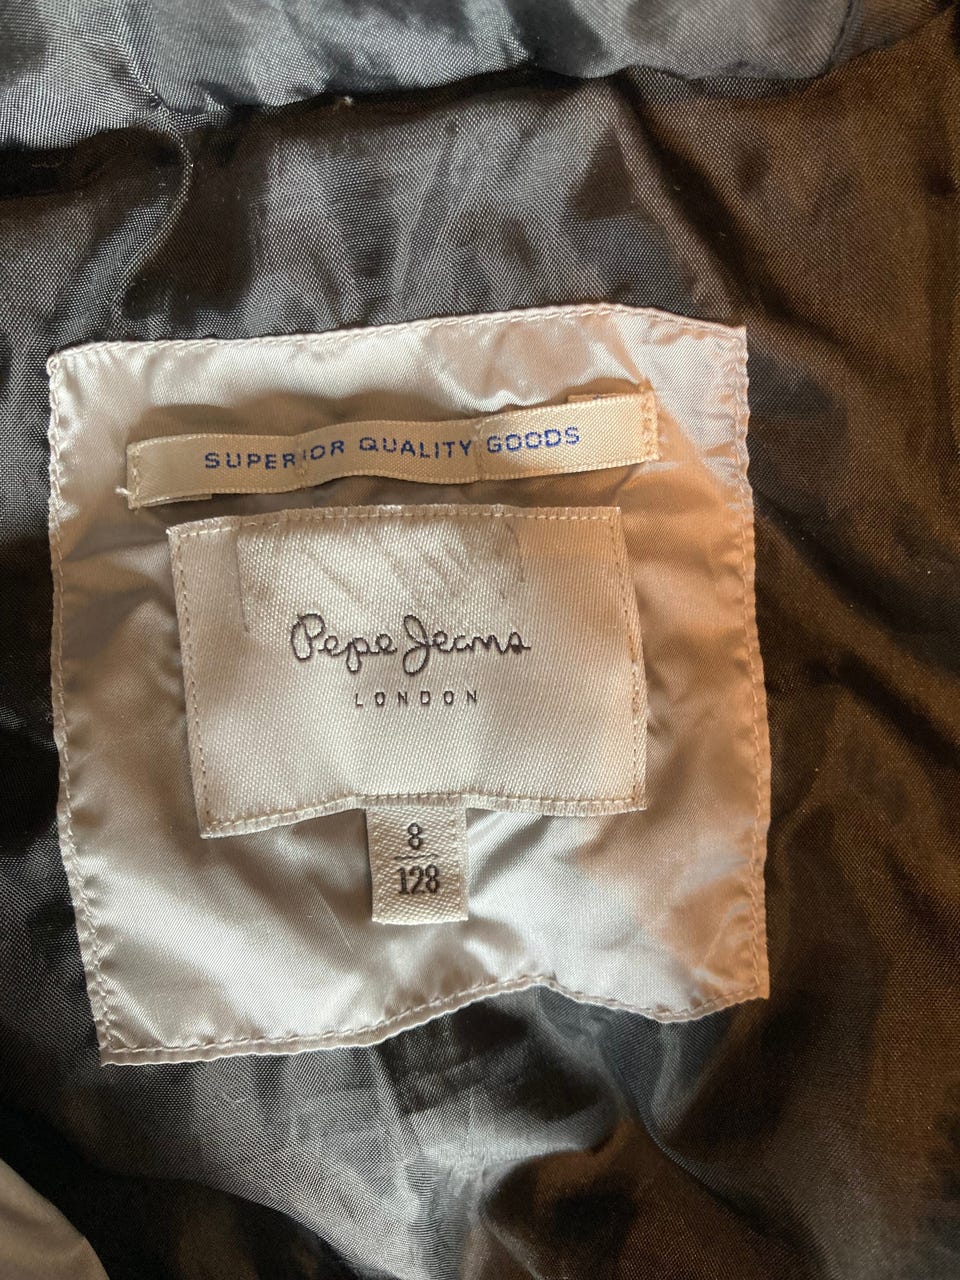 SUPERIOR QUALITY GOODS
Pepe Jeans
LONDON
8
128